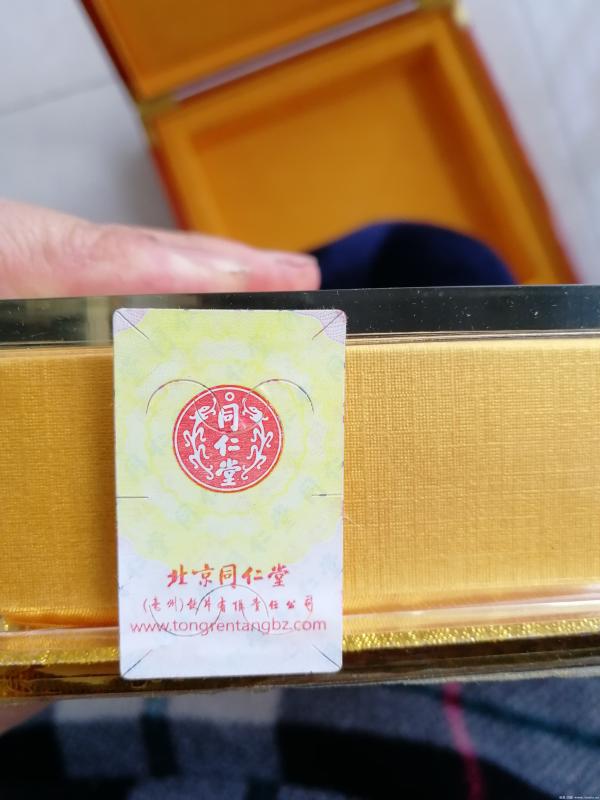 同
仁
堂
北京同仁堂
(亳州)饮片有限责任公司
www.tongrentangbz.com